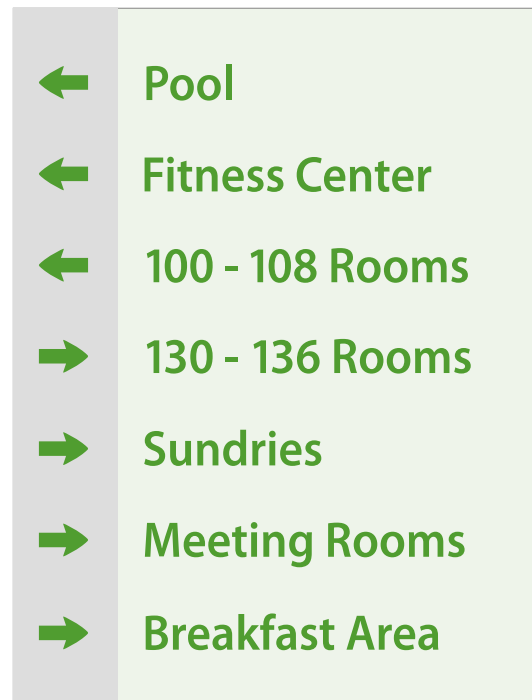 Pool
Fitness Center
100 - 108 Rooms
130 - 136 Rooms
Sundries
Meeting Rooms
Breakfast Area